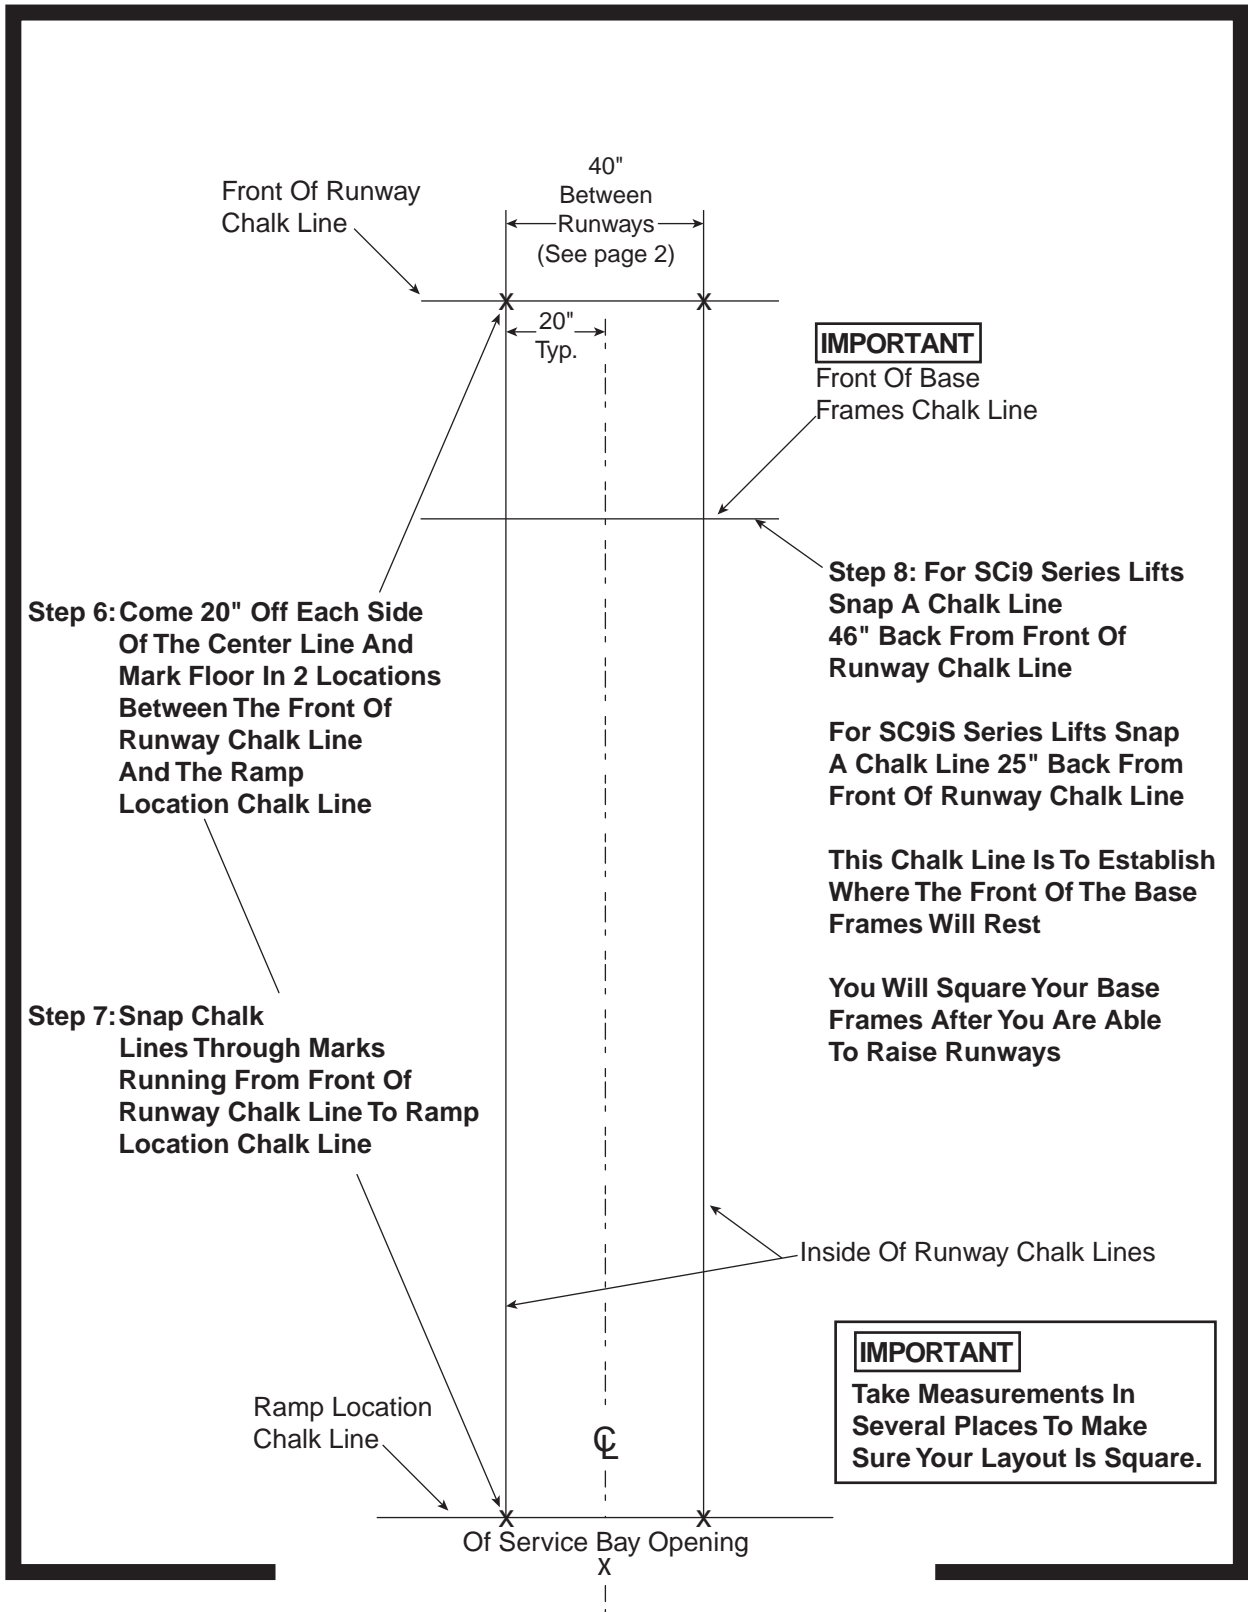 40"
Between
Runways
(See page 2)
Front Of Runway
Chalk Line
X
X
20"
Typ.
IMPORTANT
Front Of Base
Frames Chalk Line
Step 6: Come 20" Off Each Side
Of The Center Line And
Mark Floor In 2 Locations
Between The Front Of
Runway Chalk Line
And The Ramp
Location Chalk Line
Step 8: For SCi9 Series Lifts
Snap A Chalk Line
46" Back From Front Of
Runway Chalk Line
For SC9iS Series Lifts Snap
A Chalk Line 25" Back From
Front Of Runway Chalk Line
This Chalk Line Is To Establish
Where The Front Of The Base
Frames Will Rest
You Will Square Your Base
Frames After You Are Able
To Raise Runways
Step 7: Snap Chalk
Lines Through Marks
Running From Front Of
Runway Chalk Line To Ramp
Location Chalk Line
Inside Of Runway Chalk Lines
IMPORTANT
Take Measurements In
Several Places To Make
Sure Your Layout Is Square.
Ramp Location
Chalk Line
℄
X
X
Of Service Bay Opening
X